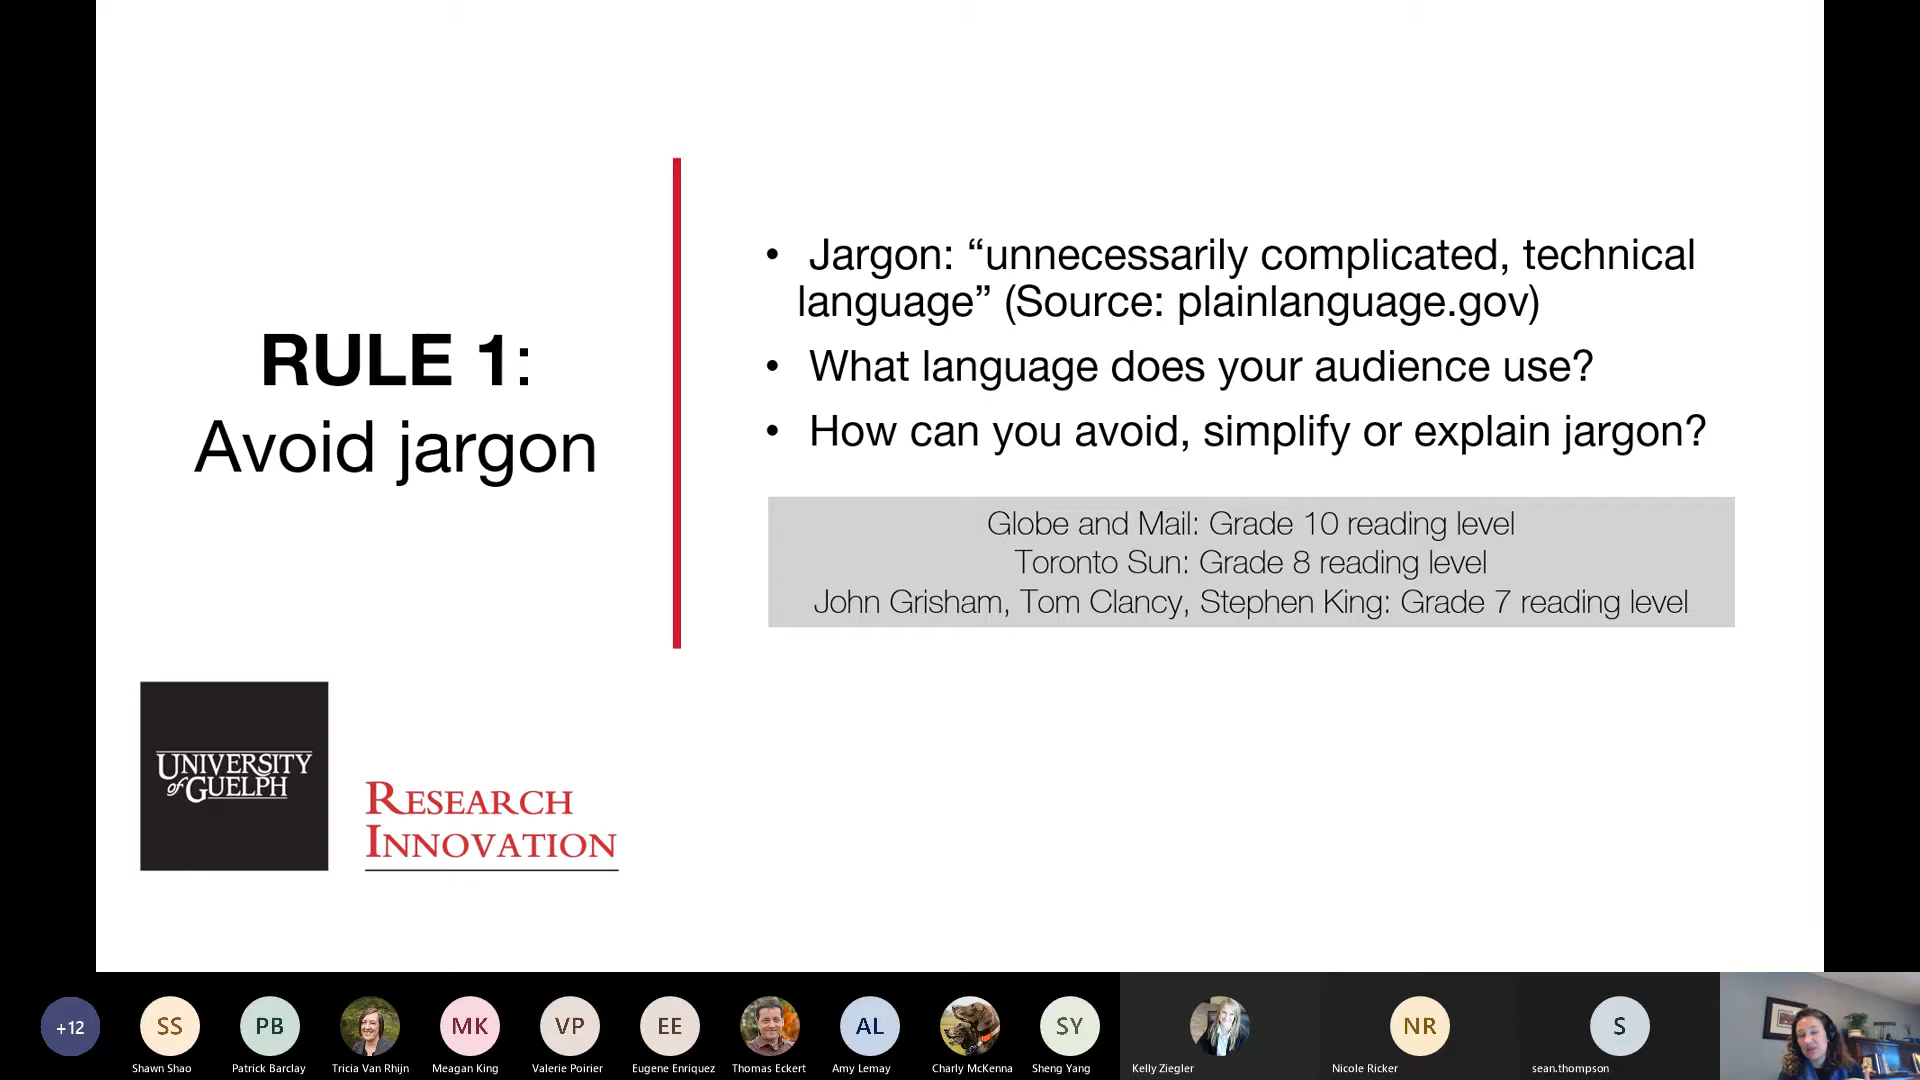 RULE 1:
Avoid jargon
• Jargon: “unnecessarily complicated, technical
language” (Source: plainlanguage.gov)
• What language does your audience use?
• How can you avoid, simplify or explain jargon?
Globe and Mail: Grade 10 reading level
Toronto Sun: Grade 8 reading level
John Grisham, Tom Clancy, Stephen King: Grade 7 reading level
UNIVERSITY
of GUELPH
RESEARCH
INNOVATION
+12
SS
PB
MK
VP
EE
AL
SY
NR
S
Shawn Shao
Patrick Barclay
Tricia Van Rhijn
Meagan King
Valerie Poirier
Eugene Enriquez
Thomas Eckert
Amy Lemay
Charly McKenna
Sheng Yang
Kelly Ziegler
Nicole Ricker
sean.thompson